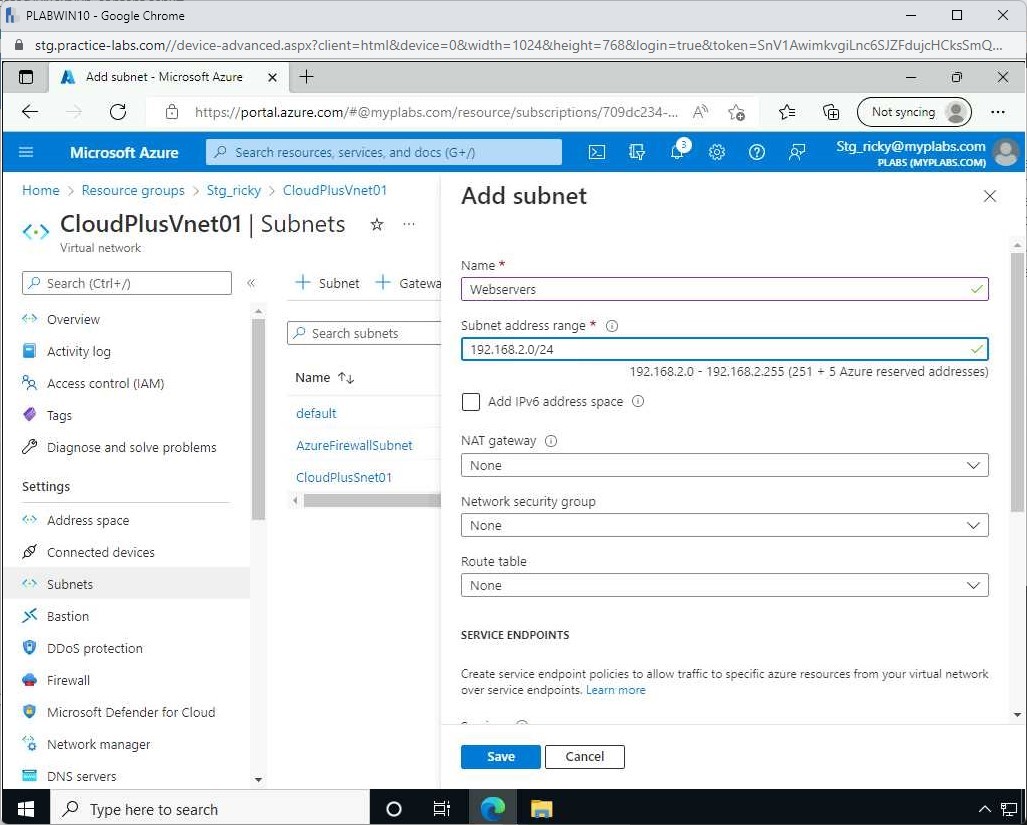 PLABWIN10 - Google Chrome
stg.practice-labs.com//device-advanced.aspx?client=html&device=0&width=1024&height=768&login=true&token=SnV1AwimkvgiLnc6SJZFdujcHCksSmQ...
Add subnet - Microsoft Azure
https://portal.azure.com/#@myplabs.com/resource/subscriptions/709dc234-...
Not syncing
Microsoft Azure
Search resources, services, and docs (G+/)
3
Stg_ricky@myplabs.com
PLABS (MYPLABS.COM)
Home > Resource groups > Stg_ricky > CloudPlusVnet01
CloudPlusVnet01 | Subnets
Virtual network
Search (Ctrl+/)
Overview
Activity log
Access control (IAM)
Tags
Diagnose and solve problems
Settings
Address space
Connected devices
Subnets
Bastion
DDoS protection
Firewall
Microsoft Defender for Cloud
Network manager
DNS servers
+ Subnet + Gatewa
Search subnets
Name
default
AzureFirewallSubnet
CloudPlusSnet01
Add subnet
Name *
Webservers
Subnet address range *
192.168.2.0/24
192.168.2.0 - 192.168.2.255 (251 + 5 Azure reserved addresses)
Add IPv6 address space
NAT gateway
None
Network security group
None
Route table
None
SERVICE ENDPOINTS
Create service endpoint policies to allow traffic to specific azure resources from your virtual network
over service endpoints. Learn more
Save
Cancel
Type here to search